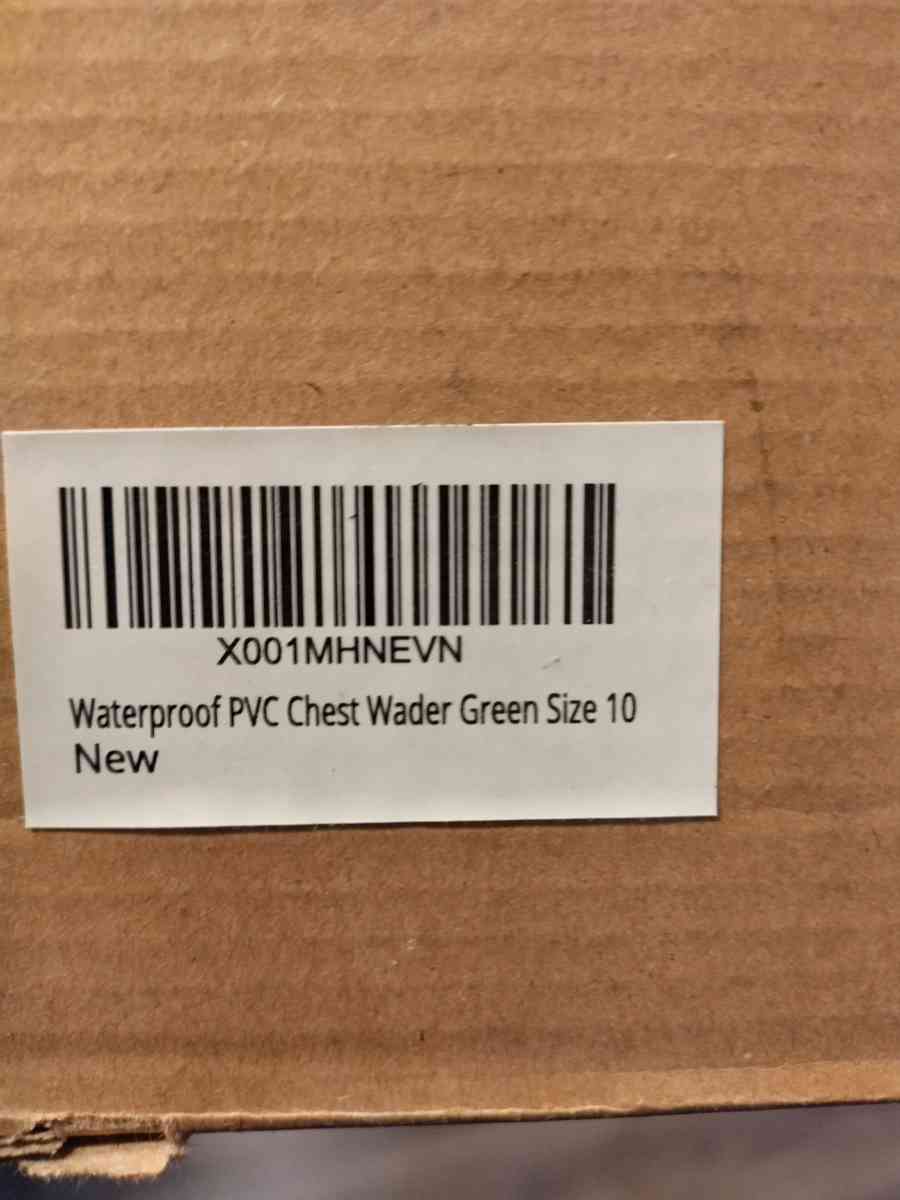 X001MHNEVN
Waterproof PVC Chest Wader Green Size 10
New